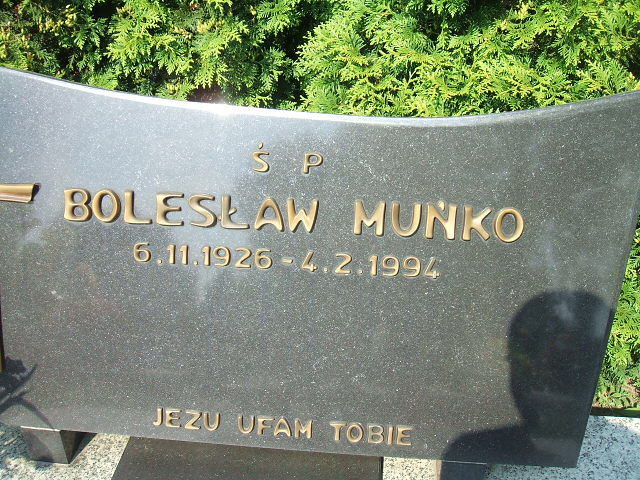 Ś P
BOLESŁAW MUŃKO
6.11.1926 - 4.2.1994
JEZU UFAM TOBIE